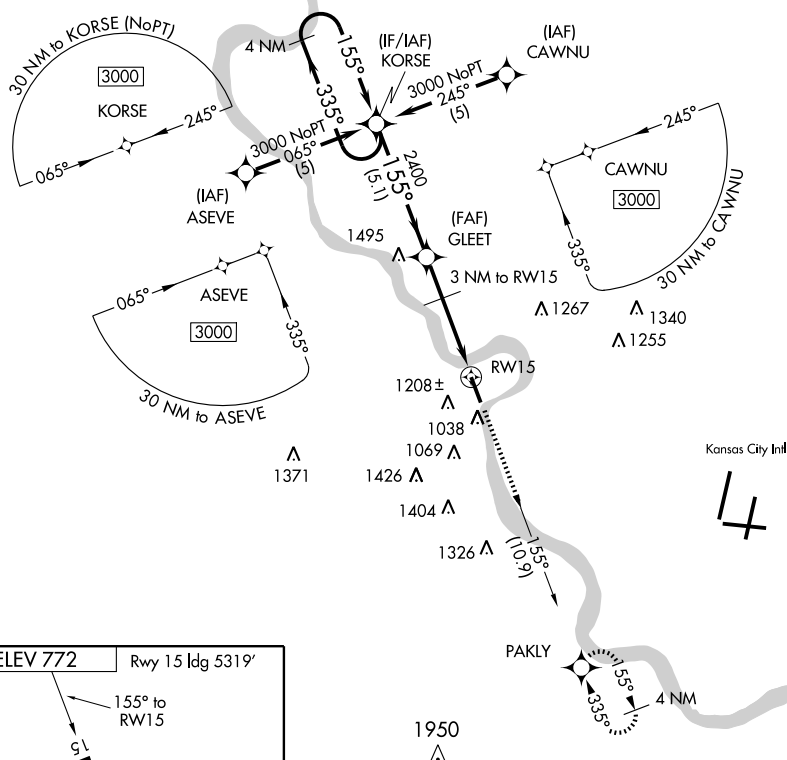 30 NM to KORSE (NoPT)
3000
KORSE
245°
065°
4 NM
155°
335°
(IF/IAF)
KORSE
(IAF)
CAWNU
3000 NoPT
245°
(5)
3000 NoPT
065°
(5)
(IAF)
ASEVE
2400
155°
(5.1)
(FAF)
GLEET
245°
CAWNU
3000
335°
30 NM to CAWNU
065°
ASEVE
3000
335°
30 NM to ASEVE
1495
3 NM to RW15
1267
1340
1255
RW15
1208±
1038
1069
1371
1426
1404
1326
Kansas City Intl
155°
(10.9)
PAKLY
155°
335°
4 NM
ELEV 772
Rwy 15 ldg 5319'
155° to
RW15
15
1950